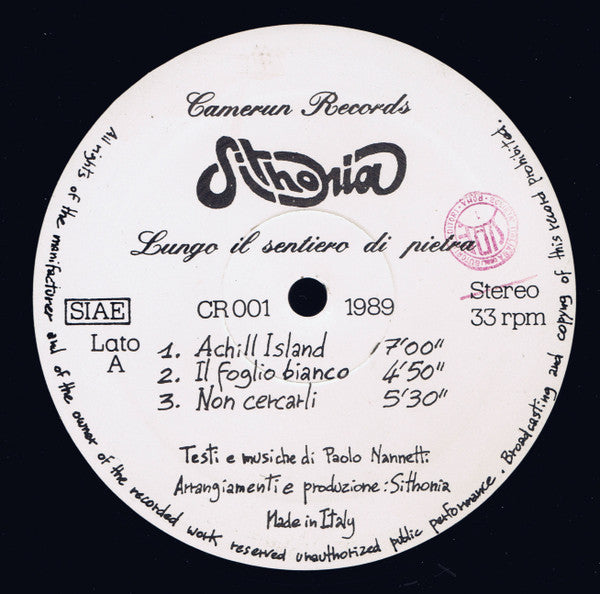 Camerun Records
Sithonia
Lungo il sentiero di pietra
SIAE
CR 001
1989
Stereo
33 rpm
Lato
A
1. Achill Island 17'00"
2. Il foglio bianco 4'50"
3. Non cercarli 5'30"
Testi e musiche di Paolo Nannetti
Arrangiamenti e produzione: Sithonia
Made in Italy
All rights of the manufacturer and of the owner of the recorded work reserved unauthorized public performance. Broadcasting and copying of this record prohibited.